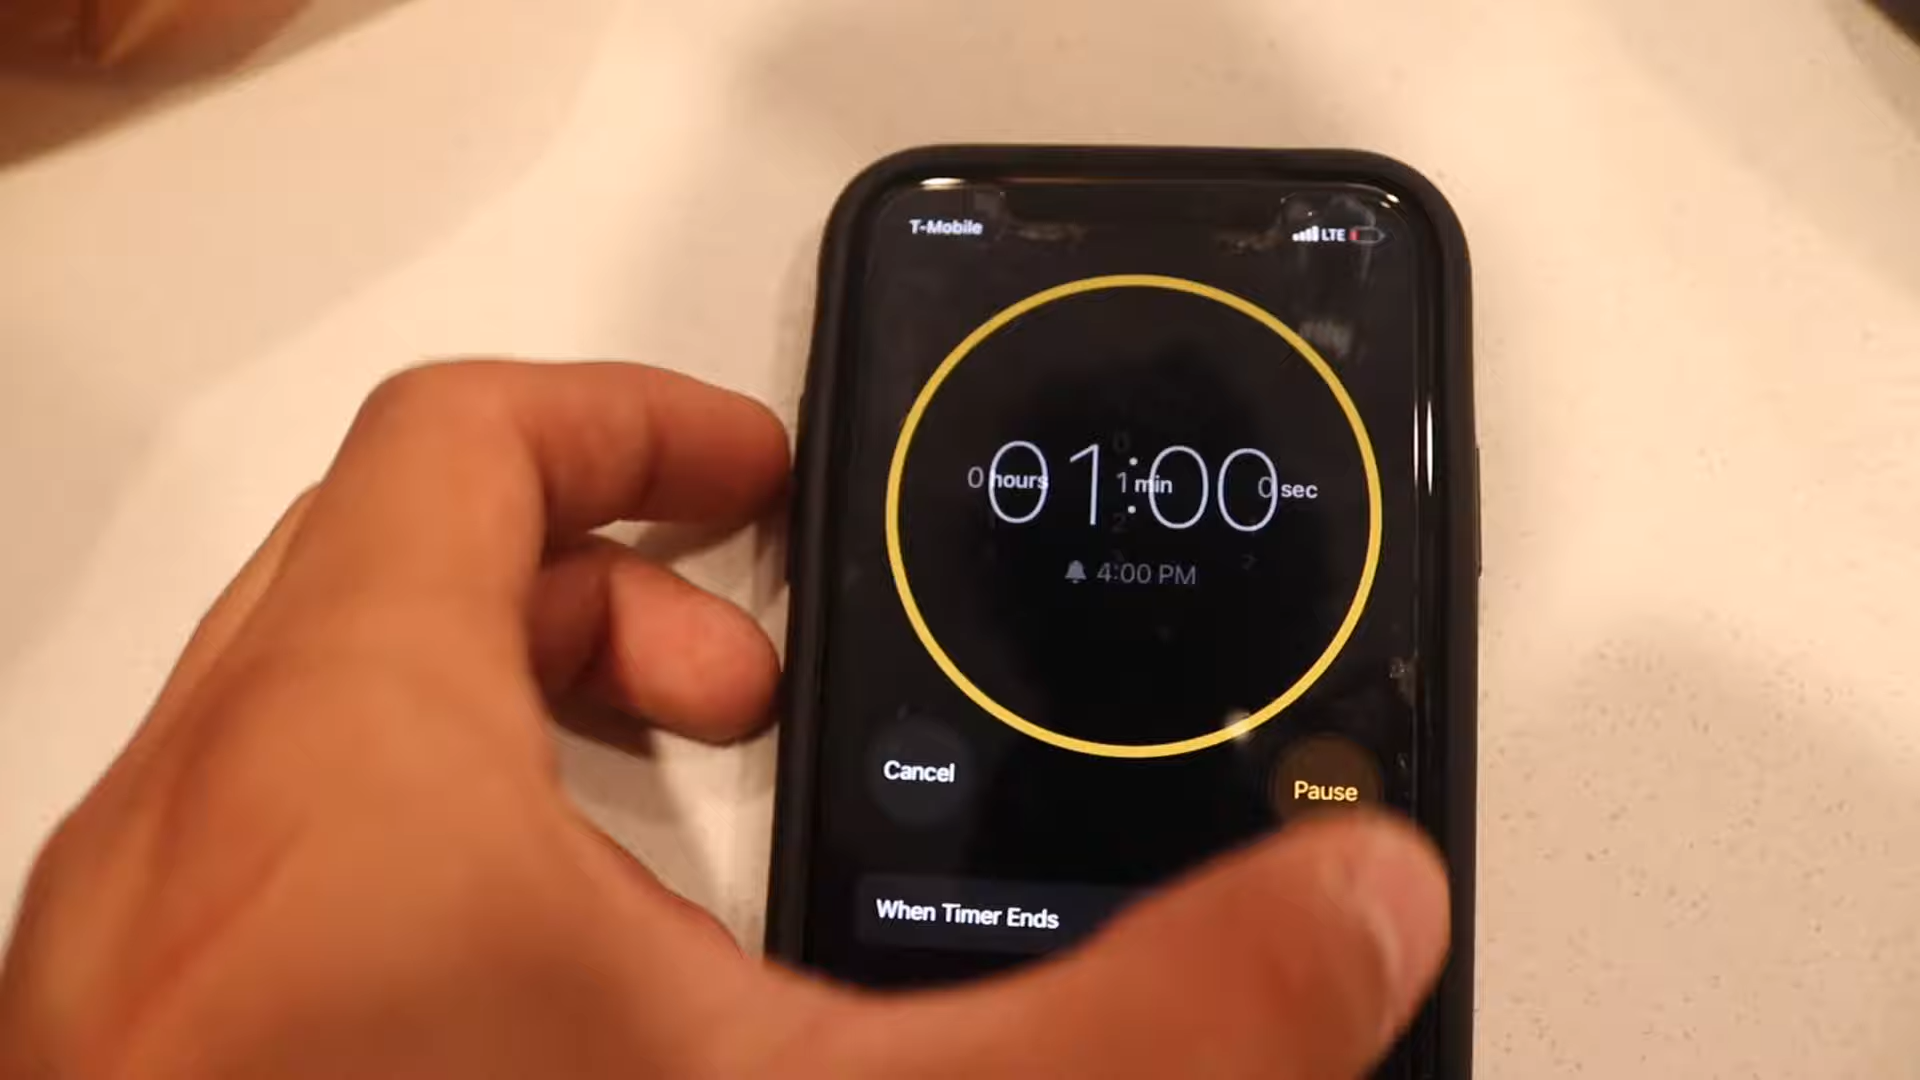 T-Mobile
LTE
0 hours 1 min 0 sec
01:00
4:00 PM
Cancel
Pause
When Timer Ends